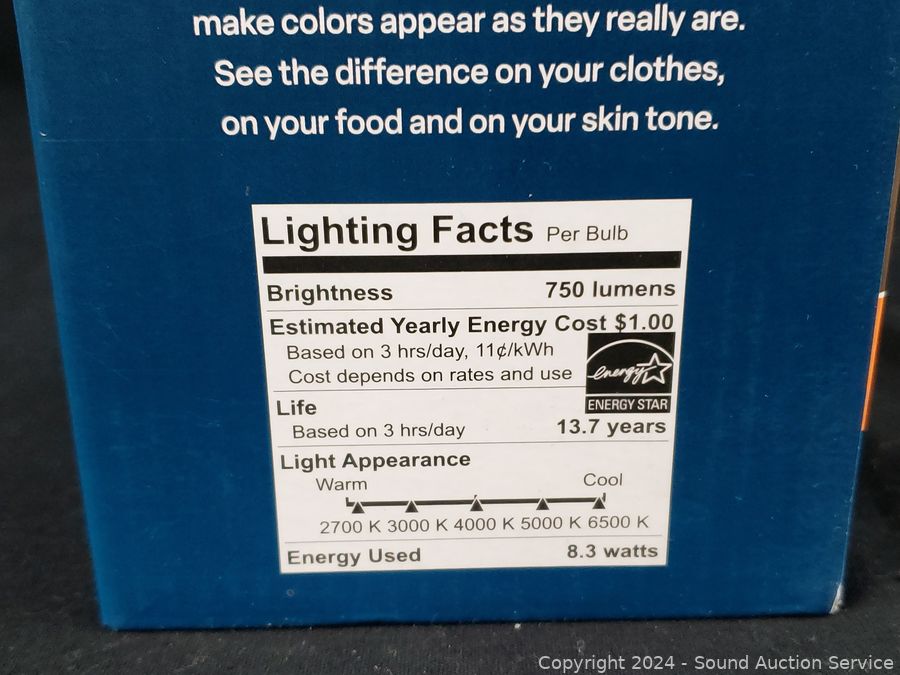 make colors appear as they really are.
See the difference on your clothes,
on your food and on your skin tone.
Lighting Facts Per Bulb
Brightness 750 lumens
Estimated Yearly Energy Cost $1.00
Based on 3 hrs/day, 11¢/kWh
Cost depends on rates and use
energy
ENERGY STAR
Life
Based on 3 hrs/day 13.7 years
Light Appearance
Warm Cool
2700 K 3000 K 4000 K 5000 K 6500 K
Energy Used 8.3 watts
Copyright 2024 - Sound Auction Service